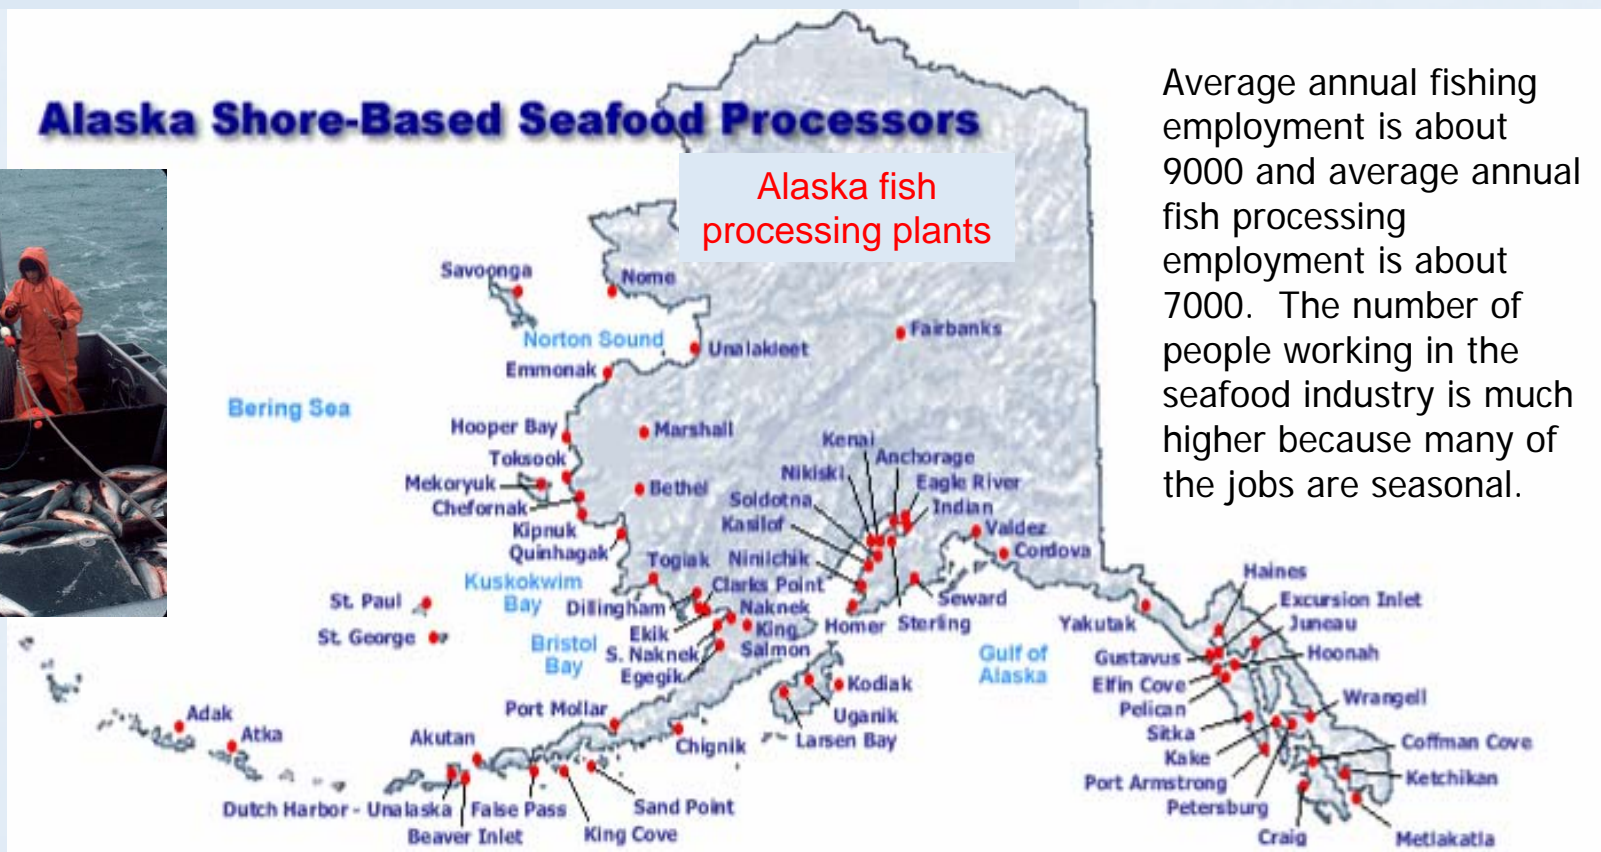 Alaska Shore-Based Seafood Processors
Alaska fish
processing plants
Average annual fishing
employment is about
9000 and average annual
fish processing
employment is about
7000. The number of
people working in the
seafood industry is much
higher because many of
the jobs are seasonal.
Savoonga
Nome
Norton Sound
Unalakleet
Fairbanks
Emmonak
Bering Sea
Hooper Bay
Marshall
Toksook
Mekoryuk
Bethel
Chefornak
Kipnuk
Quinhagak
Kenai
Anchorage
Nikiski
Eagle River
Soldotna
Indian
Kasilof
Valdez
Togiak
Ninilchik
Cordova
Kuskokwim
Bay
Clarks Point
St. Paul
Dillingham
Naknek
Seward
St. George
Ekik
King
Salmon
Homer
Sterling
Bristol
Bay
S. Naknek
Egegik
Gulf of
Alaska
Haines
Excursion Inlet
Yakutak
Juneau
Gustavus
Hoonah
Elfin Cove
Kodiak
Pelican
Wrangell
Port Mollar
Uganik
Sitka
Adak
Atka
Akutan
Chignik
Larsen Bay
Kake
Coffman Cove
Port Armstrong
Ketchikan
Dutch Harbor - Unalaska
False Pass
Sand Point
Petersburg
Beaver Inlet
King Cove
Craig
Metlakatla